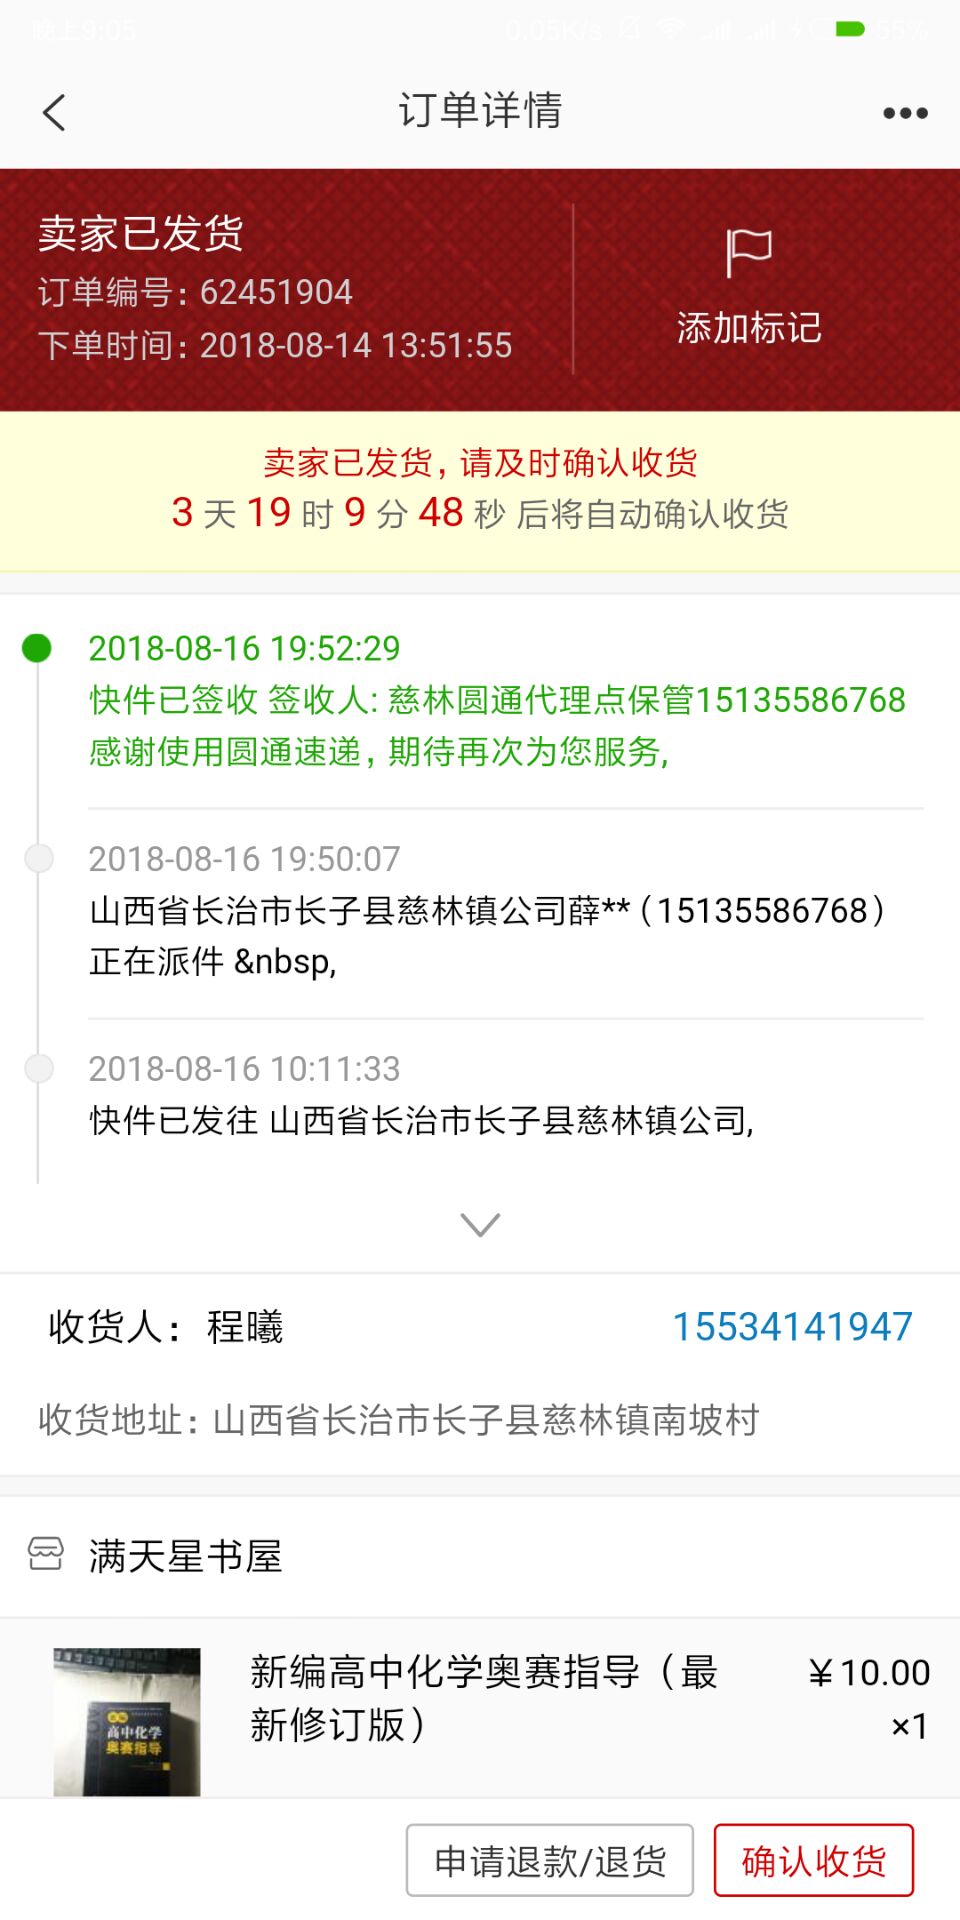 晚上9:05 0.05K/s 55%
订单详情
卖家已发货
订单编号：62451904
下单时间：2018-08-14 13:51:55
添加标记
卖家已发货，请及时确认收货
3 天 19 时 9 分 48 秒 后将自动确认收货
2018-08-16 19:52:29
快件已签收 签收人: 慈林圆通代理点保管15135586768
感谢使用圆通速递，期待再次为您服务,
2018-08-16 19:50:07
山西省长治市长子县慈林镇公司薛**（15135586768）
正在派件 &nbsp,
2018-08-16 10:11:33
快件已发往 山西省长治市长子县慈林镇公司,
收货人：程曦 15534141947
收货地址：山西省长治市长子县慈林镇南坡村
满天星书屋
新编高中化学奥赛指导（最 ￥10.00
新修订版） ×1
高中化学
奥赛指导
申请退款/退货 确认收货